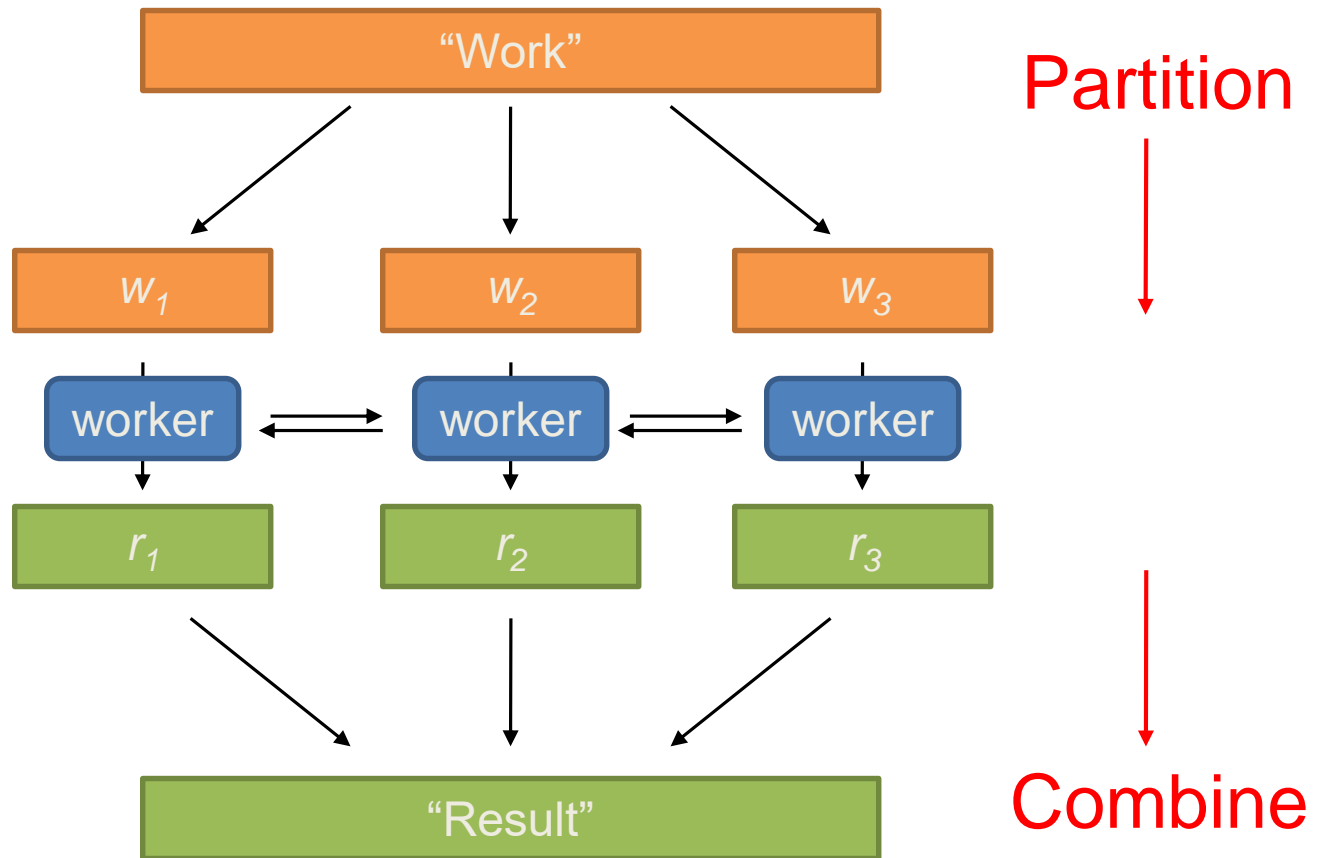 “Work”
Partition
w1
w2
w3
worker
worker
worker
r1
r2
r3
“Result”
Combine